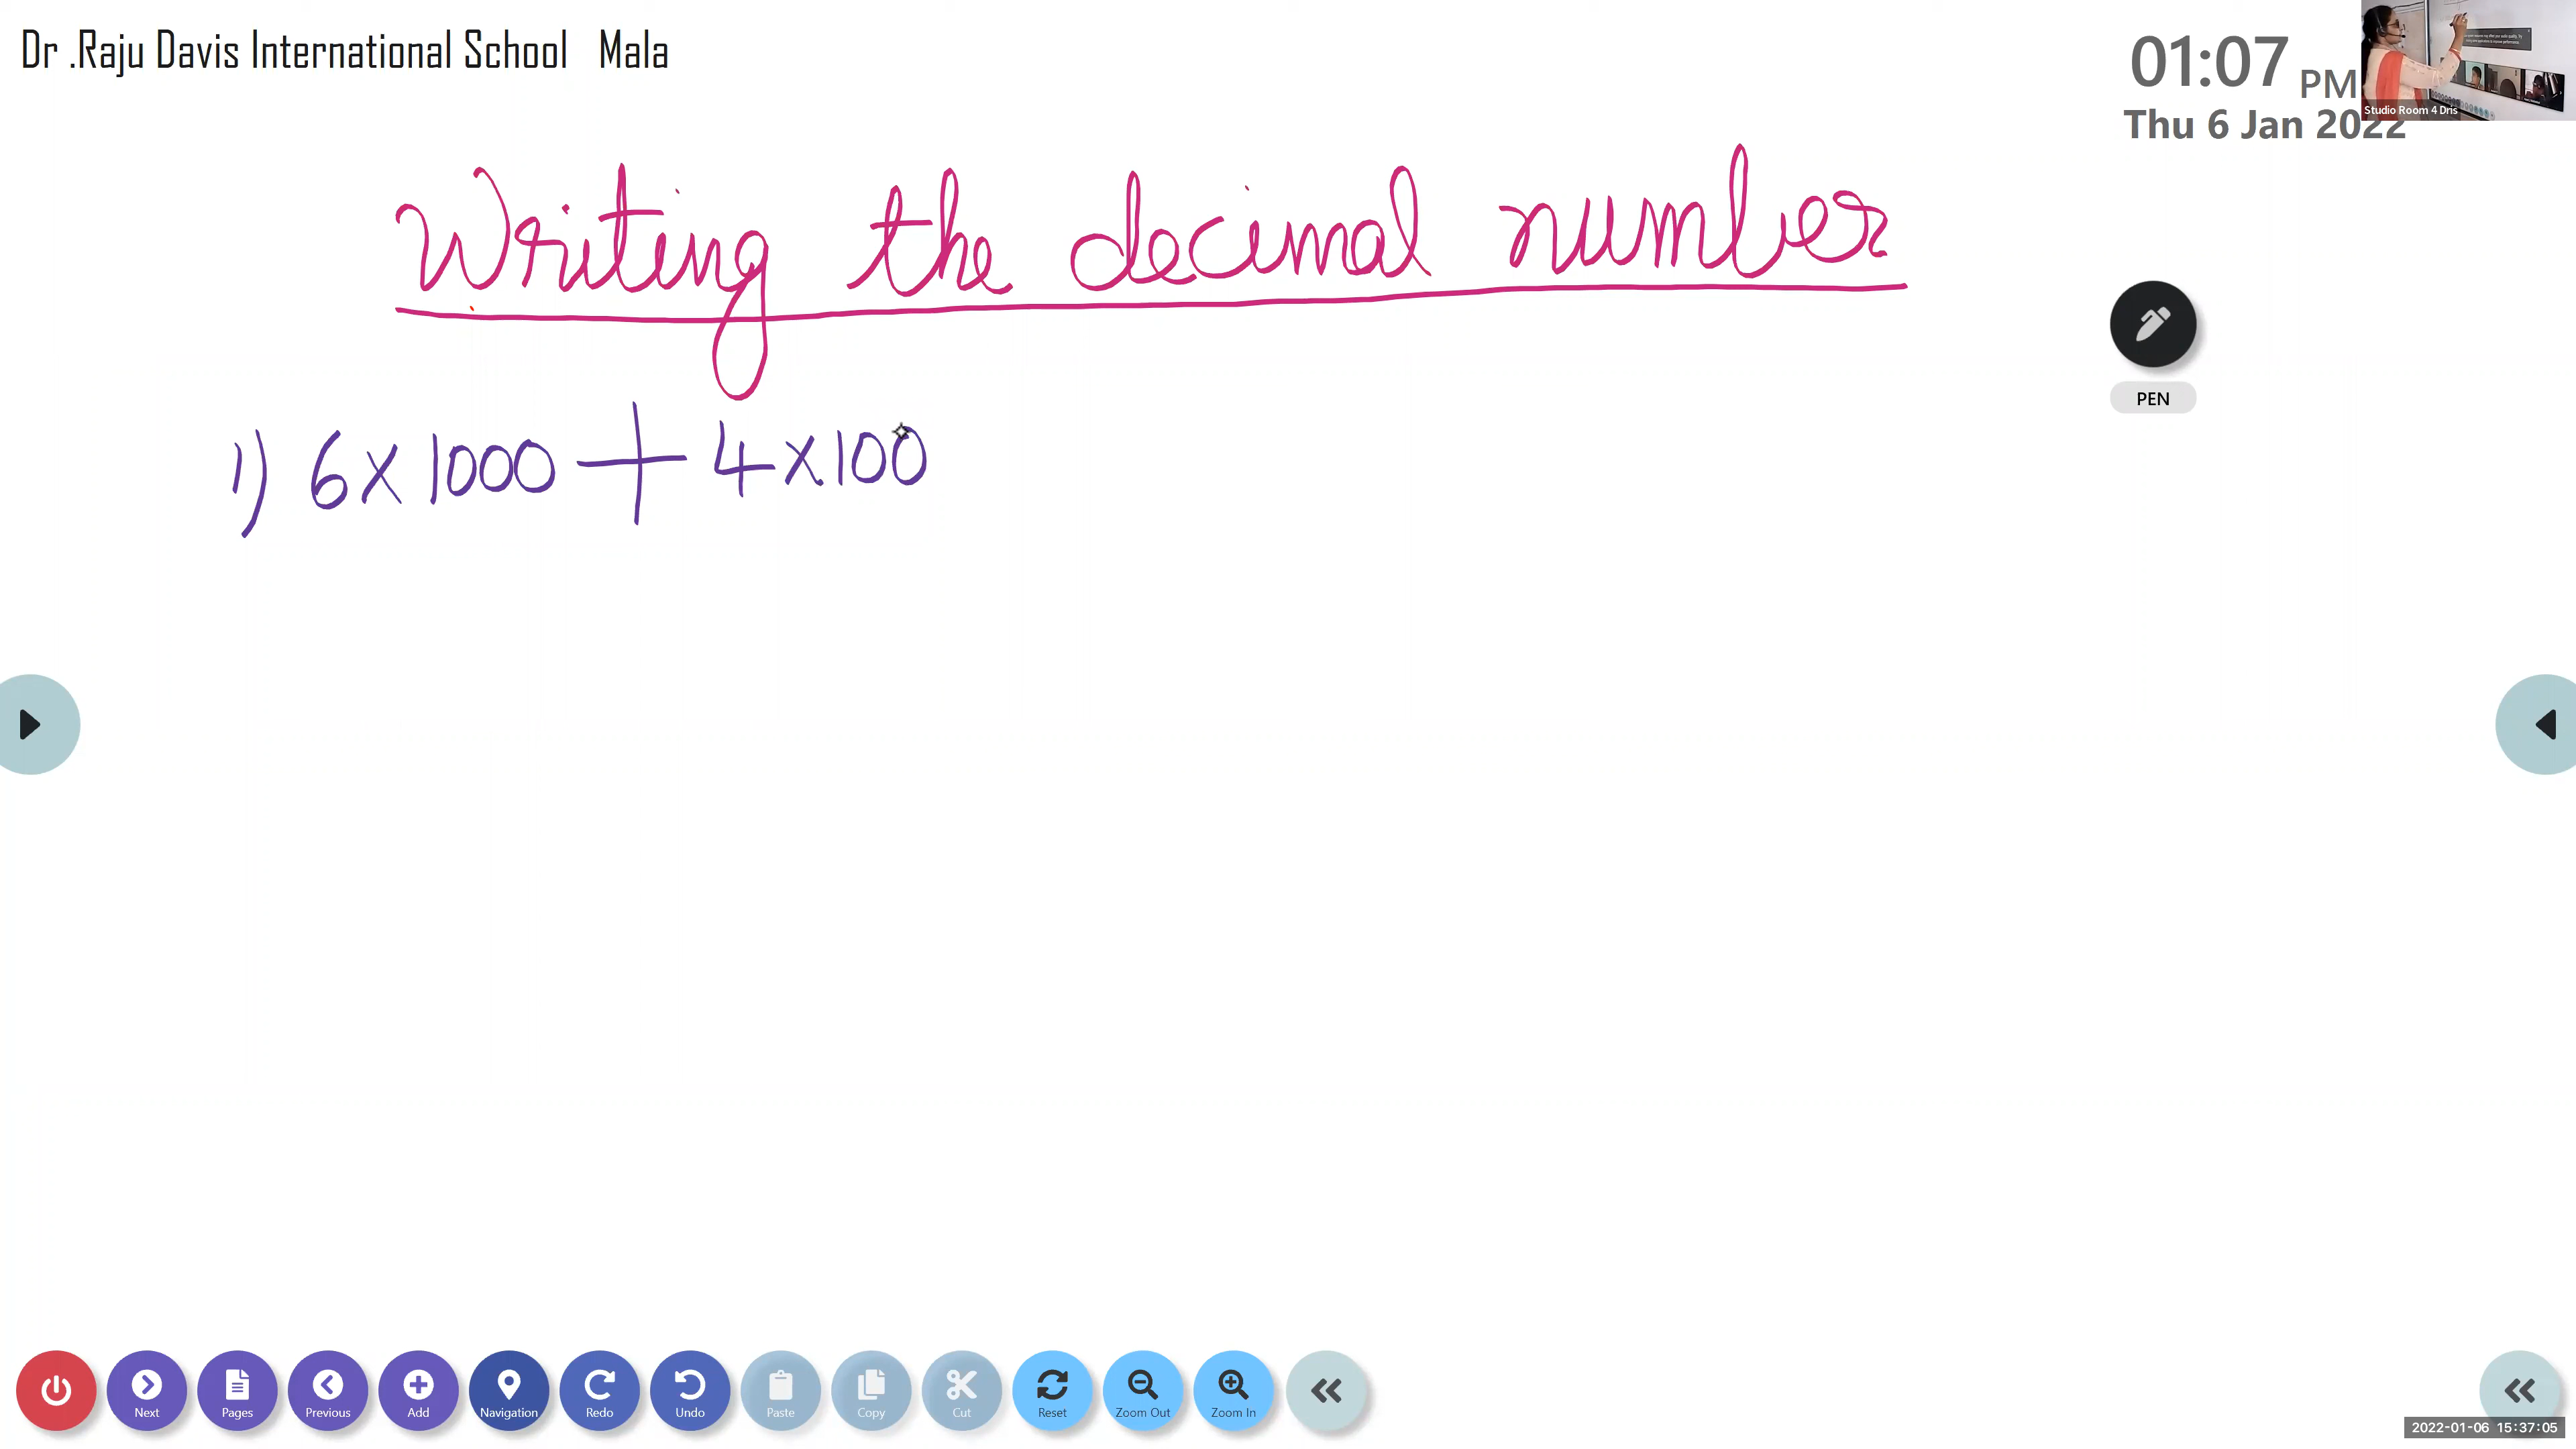 Dr .Raju Davis International School Mala
01:07 PM
Thu 6 Jan 2022
Studio Room 4 Dris
Writing the decimal number
PEN
1) 6 x 1000 + 4 x 100
Next
Pages
Previous
Add
Navigation
Redo
Undo
Paste
Copy
Cut
Reset
Zoom Out
Zoom In
2022-01-06 15:37:05